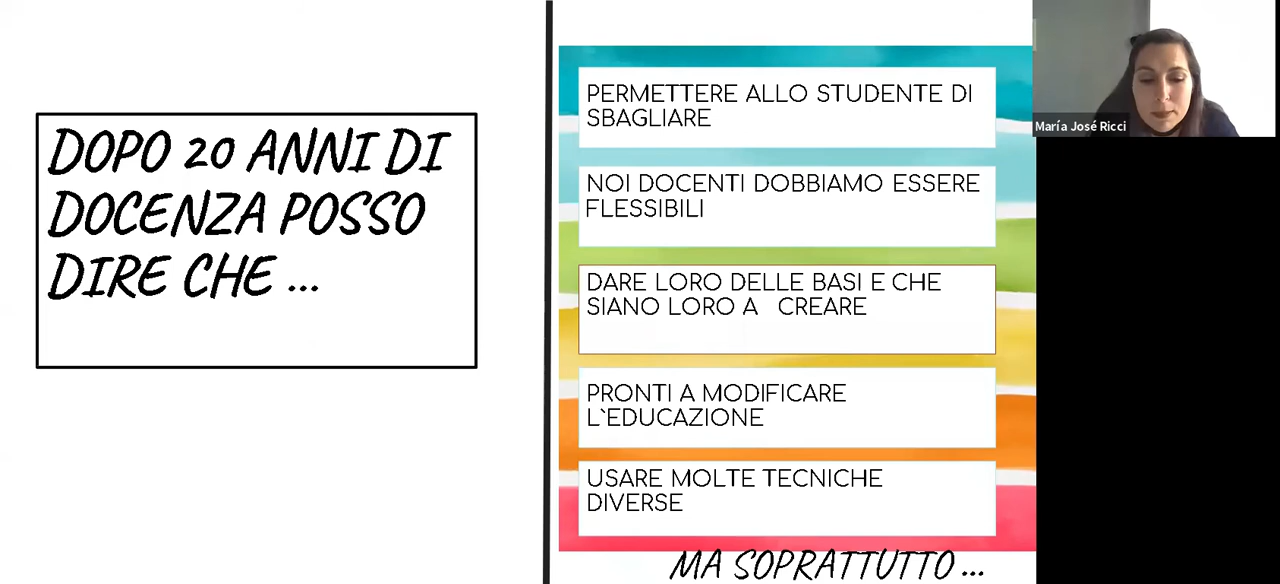 DOPO 20 ANNI DI
DOCENZA POSSO
DIRE CHE ...
PERMETTERE ALLO STUDENTE DI
SBAGLIARE
NOI DOCENTI DOBBIAMO ESSERE
FLESSIBILI
DARE LORO DELLE BASI E CHE
SIANO LORO A CREARE
PRONTI A MODIFICARE
L`EDUCAZIONE
USARE MOLTE TECNICHE
DIVERSE
MA SOPRATTUTTO ...
María José Ricci